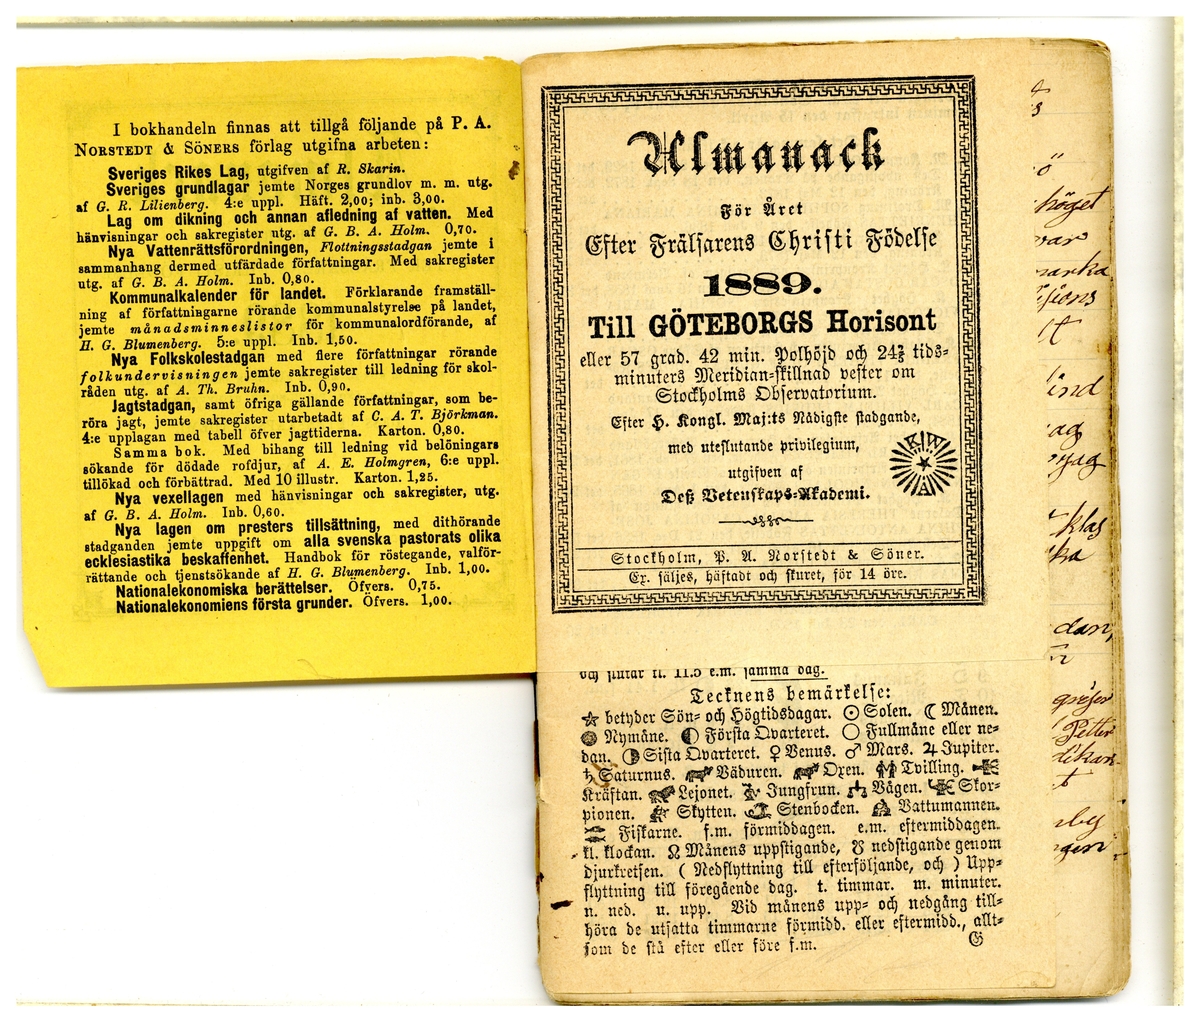 I bokhandeln finnas att tillgå följande på P. A.
NORSTEDT & SÖNERS förlag utgifna arbeten:
Sveriges Rikes Lag, utgifven af R. Skarin.
Sveriges grundlagar jemte Norges grundlov m. m. utg.
af G. R. Lilienberg. 4:e uppl. Häft. 2,00; inb. 3,00.
Lag om dikning och annan afledning af vatten. Med
hänvisningar och sakregister utg. af G. B. A. Holm. 0,70.
Nya Vattenrättsförordningen, Flottningsstadgan jemte i
sammanhang dermed utfärdade författningar. Med sakregister
utg. af G. B. A. Holm. Inb. 0,80.
Kommunalkalender för landet. Förklarande framställ-
ning af författningarne rörande kommunalstyrelse på landet,
jemte månadsminneslistor för kommunalordförande, af
H. G. Blumenberg. 5:e uppl. Inb. 1,50.
Nya Folkskolestadgan med flere författningar rörande
folkundervisningen jemte sakregister till ledning för skol-
råden utg. af A. Th. Bruhn. Inb. 0,90.
Jagtstadgan, samt öfriga gällande författningar, som be-
röra jagt, jemte sakregister utarbetadt af C. A. T. Björkman.
4:e upplagan med tabell öfver jagttiderna. Karton. 0,80.
Samma bok. Med bihang till ledning vid belöningars
sökande för dödade rofdjur, af A. E. Holmgren, 6:e uppl.
tillökad och förbättrad. Med 10 illustr. Karton. 1,25.
Nya vexellagen med hänvisningar och sakregister, utg.
af G. B. A. Holm. Inb. 0,60.
Nya lagen om presters tillsättning, med dithörande
stadganden jemte uppgift om alla svenska pastorats olika
ecklesiastika beskaffenhet. Handbok för röstegande, valför-
rättande och tjenstsökande af H. G. Blumenberg. Inb. 1,00.
Nationalekonomiska berättelser. Öfvers. 0,75.
Nationalekonomiens första grunder. Öfvers. 1,00.
Almanack
För Året
Efter Frälsarens Christi Födelse
1889.
Till GÖTEBORGS Horisont
eller 57 grad. 42 min. Polhöjd och 24⅔ tids-
minuters Meridian-skillnad vester om
Stockholms Observatorium.
Efter H. Kongl. Maj:ts Nådigste stadgande,
med uteslutande privilegium,
utgifven af
Dess Vetenskaps-Akademi.
K W A
Stockholm, P. A. Norstedt & Söner.
Ex. säljes, häftadt och skuret, för 14 öre.
och slutar kl. 11.5 e.m. samma dag.
Tecknens bemärkelse:
☆ betyder Sön- och Högtidsdagar. ☉ Solen. ☾ Månen.
● Nymåne. ◐ Första Qvarteret. ○ Fullmåne eller ne-
dan. ◑ Sista Qvarteret. ♀ Venus. ♂ Mars. ♃ Jupiter.
♄ Saturnus. Väduren. Oxen. Tvilling.
Kräftan. Lejonet. Jungfrun. Vågen. Skor-
pionen. Skytten. Stenbocken. Vattumannen.
Fiskarne. f.m. förmiddagen. e.m. eftermiddagen.
kl. klockan. ☊ Månens uppstigande, ☋ nedstigande genom
djurkretsen. ( Nedflyttning till efterföljande, och ) Upp-
flyttning till föregående dag. t. timmar. m. minuter.
n. ned. u. upp. Vid månens upp- och nedgång till-
höra de utsatta timmarne förmidd. eller eftermidd., allt-
som de stå efter eller före f.m.
höget
var
marka
lind
ag
klas
dan,
Petter